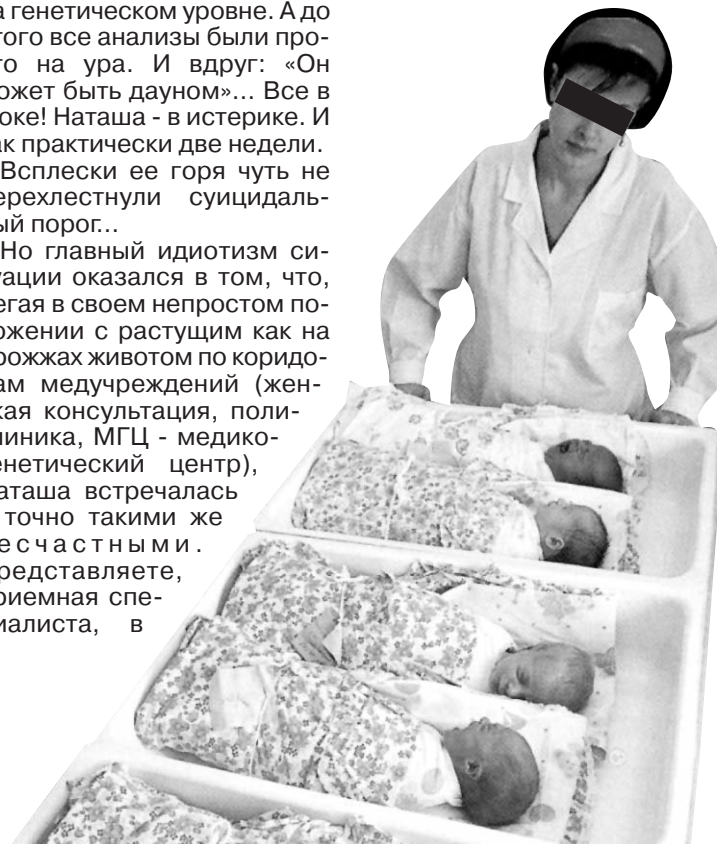 а генетическом уровне. А до
того все анализы были про-
то на ура. И вдруг: «Он
ожет быть дауном»... Все в
оке! Наташа - в истерике. И
ак практически две недели.
Всплески ее горя чуть не
ерехлестнули суицидаль-
ый порог...
Но главный идиотизм си-
уации оказался в том, что,
егая в своем непростом по-
ожении с растущим как на
рожжах животом по коридо-
ам медучреждений (жен-
кая консультация, поли-
линика, МГЦ - медико-
енетический центр),
аташа встречалась
точно такими же
есчастными.
редставляете,
риемная спе-
иалиста, в